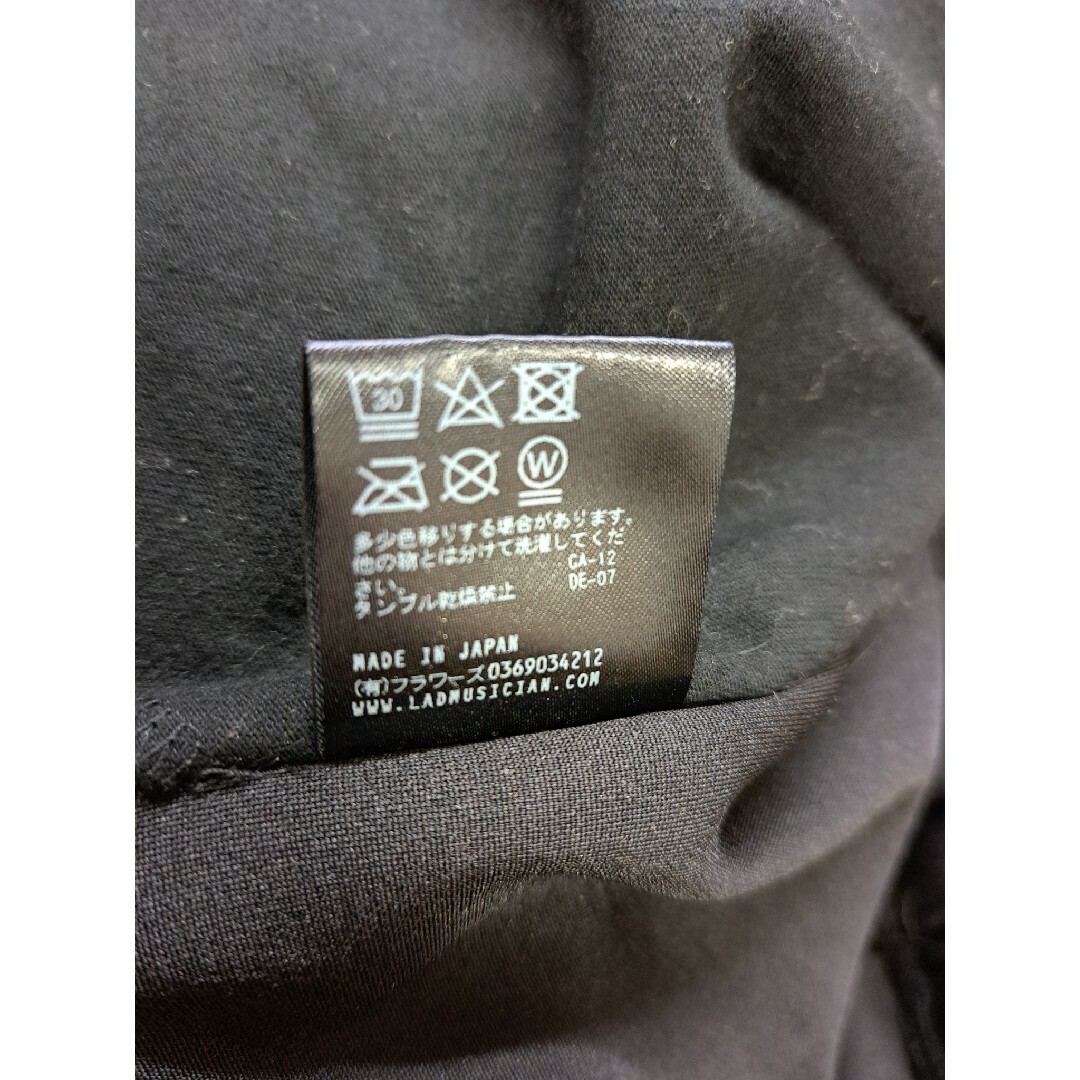 30
W
多少色移りする場合があります。
他の物とは分けて洗濯してくだ
さい。
タンブル乾燥禁止
CA-12
DE-07
MADE IN JAPAN
(有)フラワーズ0369034212
WWW.LADMUSICIAN.COM